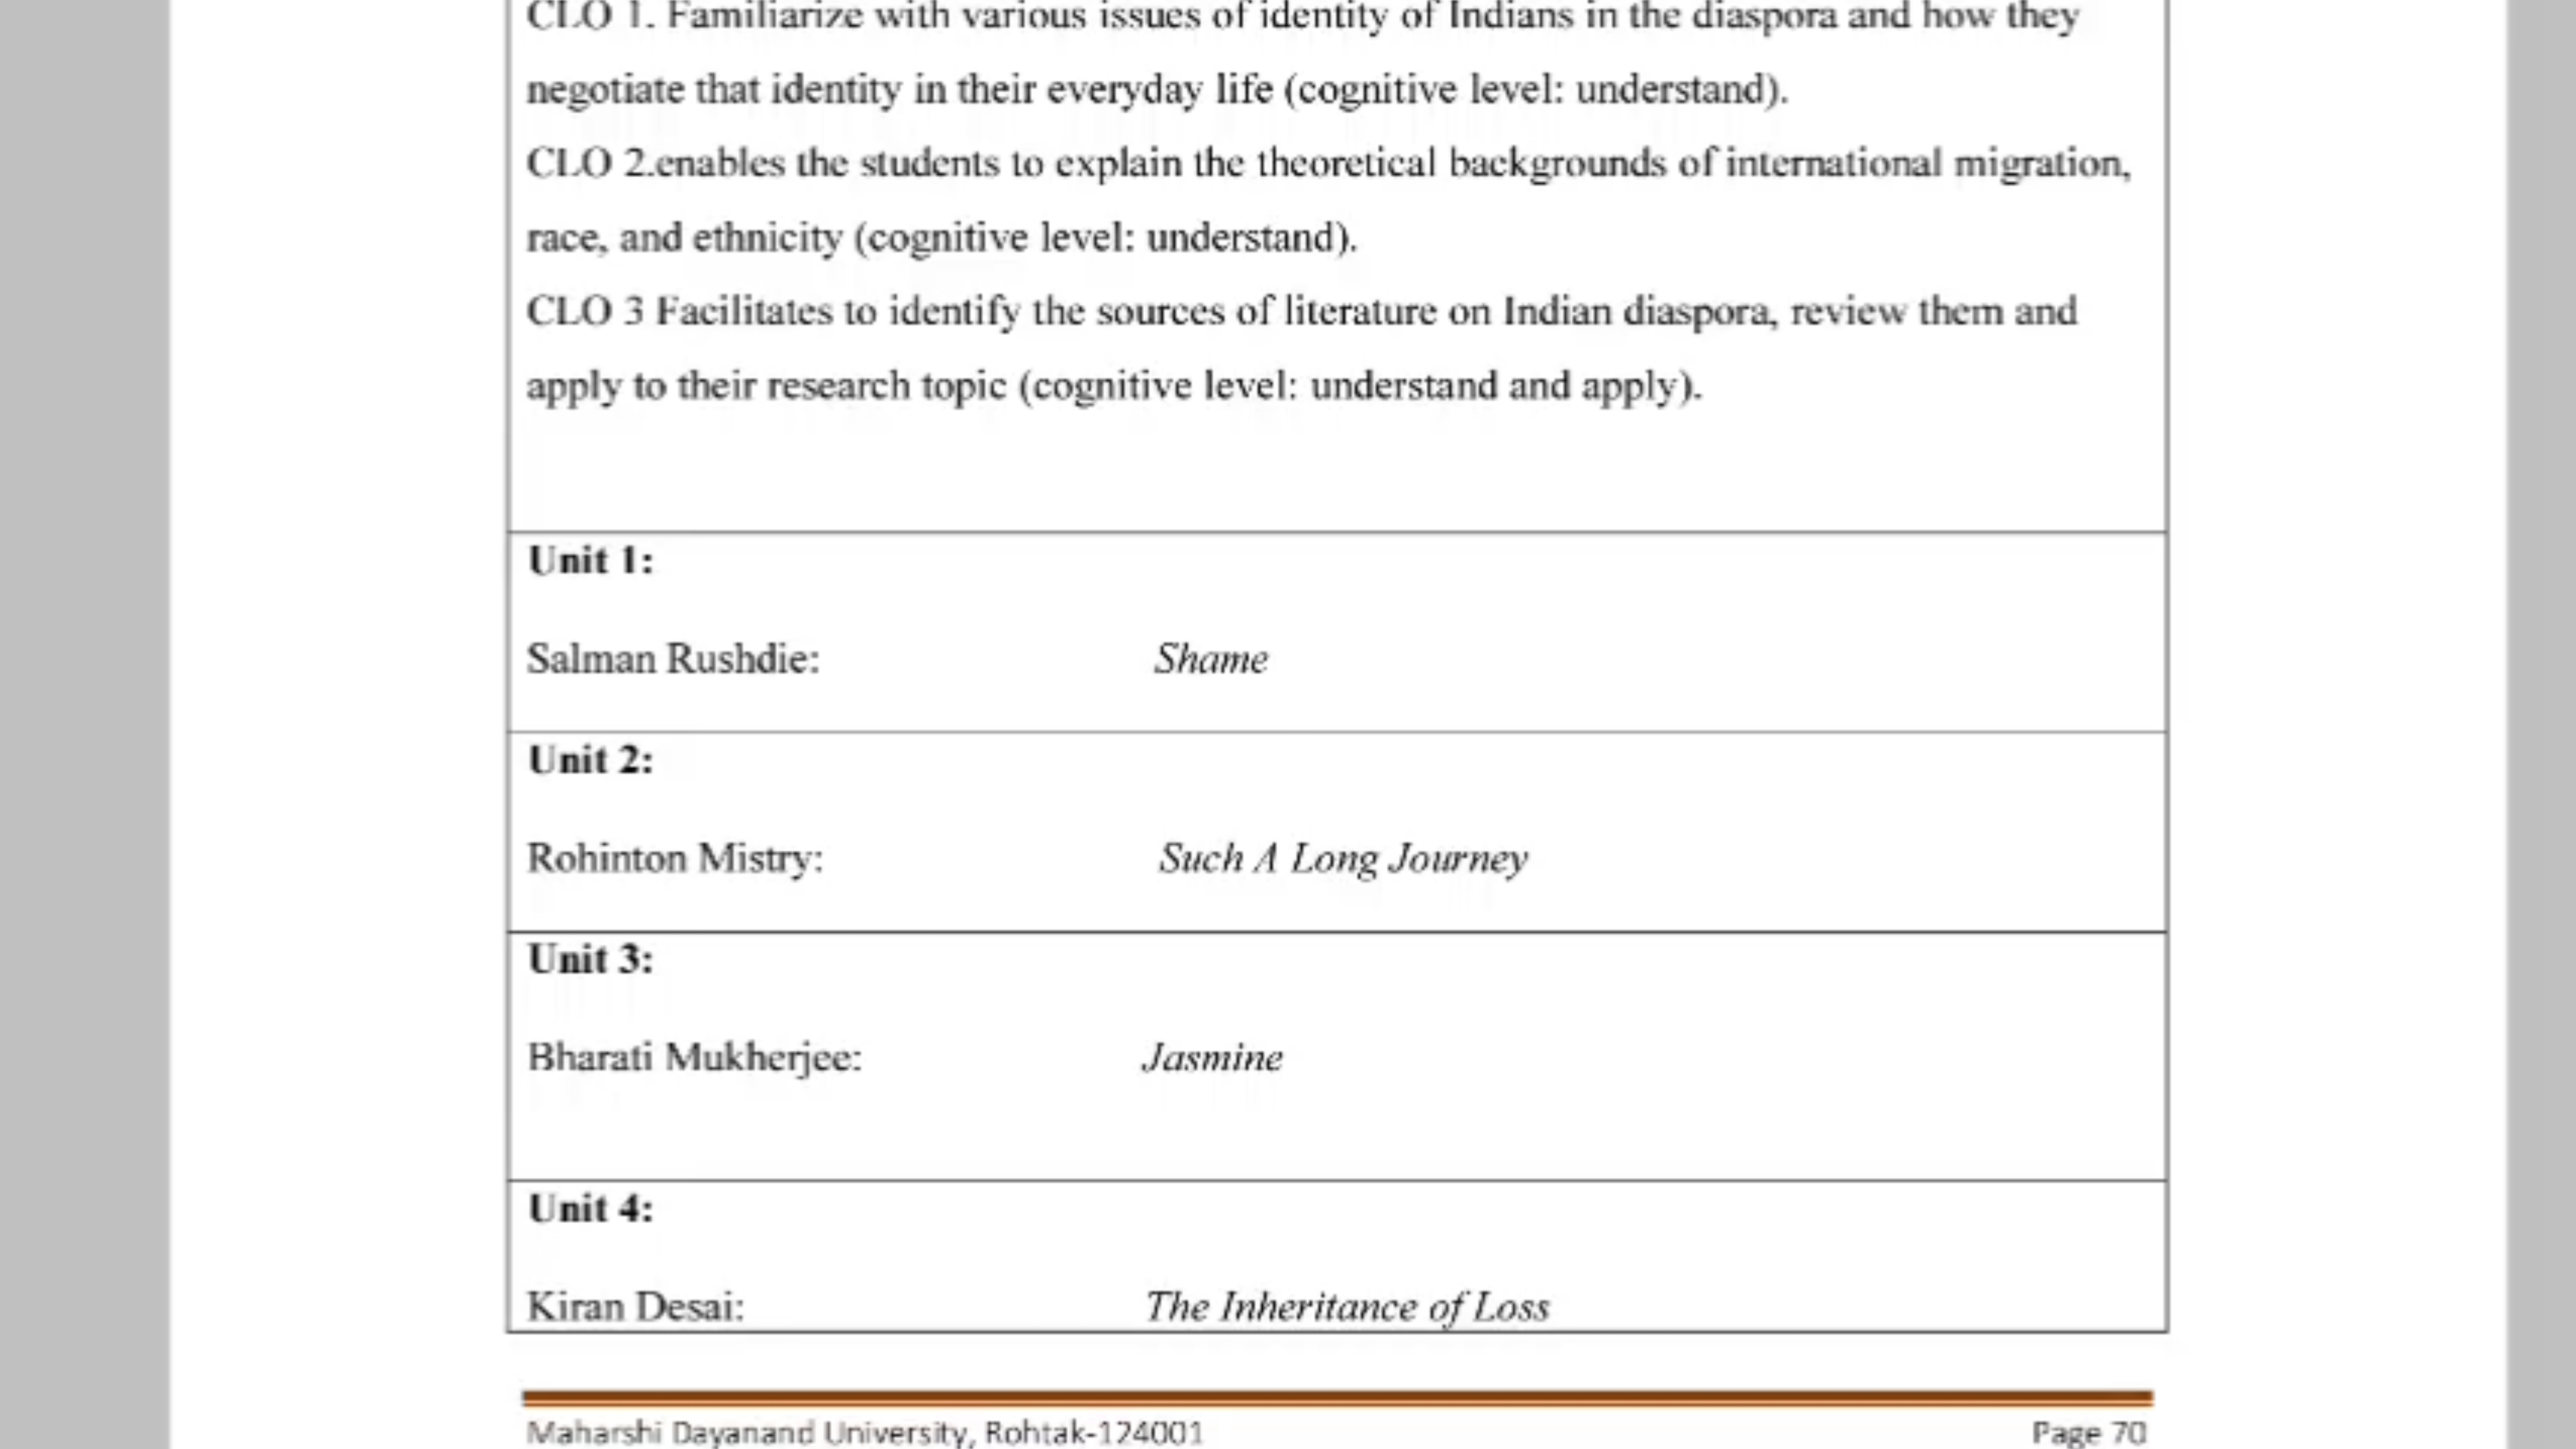 CLO 1. Familiarize with various issues of identity of Indians in the diaspora and how they
negotiate that identity in their everyday life (cognitive level: understand).
CLO 2.enables the students to explain the theoretical backgrounds of international migration,
race, and ethnicity (cognitive level: understand).
CLO 3 Facilitates to identify the sources of literature on Indian diaspora, review them and
apply to their research topic (cognitive level: understand and apply).
Unit 1:
Salman Rushdie: Shame
Unit 2:
Rohinton Mistry: Such A Long Journey
Unit 3:
Bharati Mukherjee: Jasmine
Unit 4:
Kiran Desai: The Inheritance of Loss
Maharshi Dayanand University, Rohtak-124001 Page 70